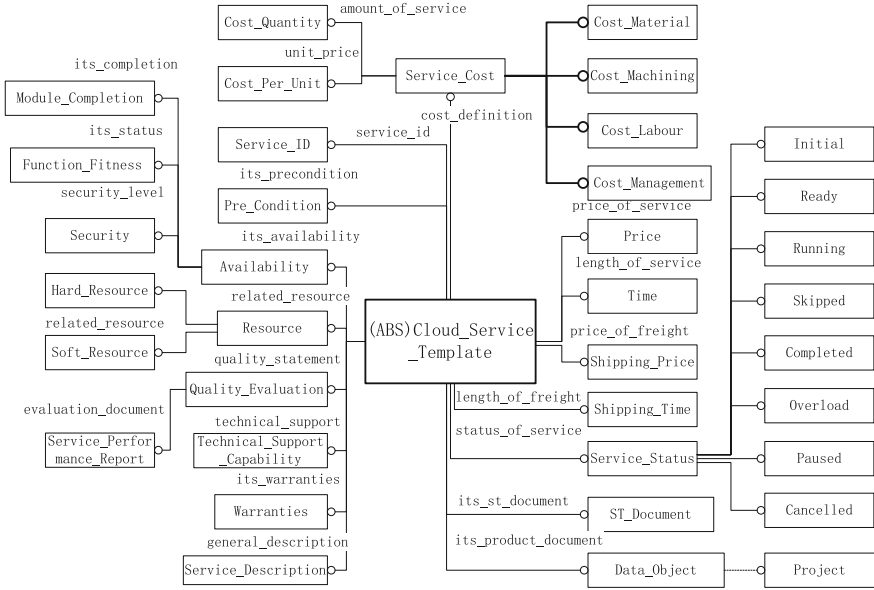 amount_of_service
Cost_Quantity
unit_price
Cost_Per_Unit
Service_Cost
cost_definition
Cost_Material
Cost_Machining
Cost_Labour
Cost_Management
its_completion
Module_Completion
its_status
Function_Fitness
security_level
Security
service_id
Service_ID
its_precondition
Pre_Condition
its_availability
Availability
Hard_Resource
related_resource
related_resource
Resource
Soft_Resource
quality_statement
Quality_Evaluation
evaluation_document
Service_Perfor
mance_Report
technical_support
Technical_Support
_Capability
its_warranties
Warranties
general_description
Service_Description
(ABS)Cloud_Service
_Template
price_of_service
Price
length_of_service
Time
price_of_freight
Shipping_Price
length_of_freight
Shipping_Time
status_of_service
Service_Status
its_st_document
ST_Document
its_product_document
Data_Object
Project
Initial
Ready
Running
Skipped
Completed
Overload
Paused
Cancelled